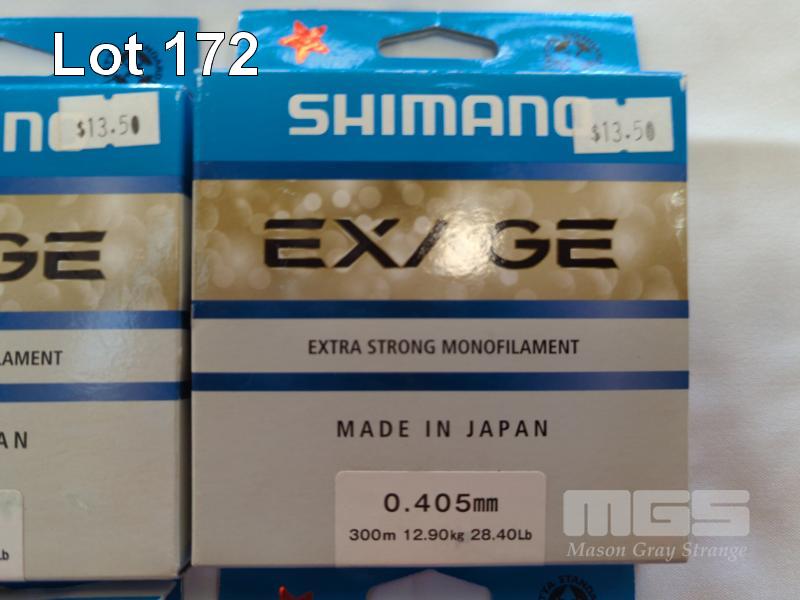 Lot 172
$13.50
SHIMANO
$13.50
GE
EXAGE
AMENT
EXTRA STRONG MONOFILAMENT
AN
MADE IN JAPAN
0.405mm
300m 12.90kg 28.40Lb
MGS
Mason Gray Strange